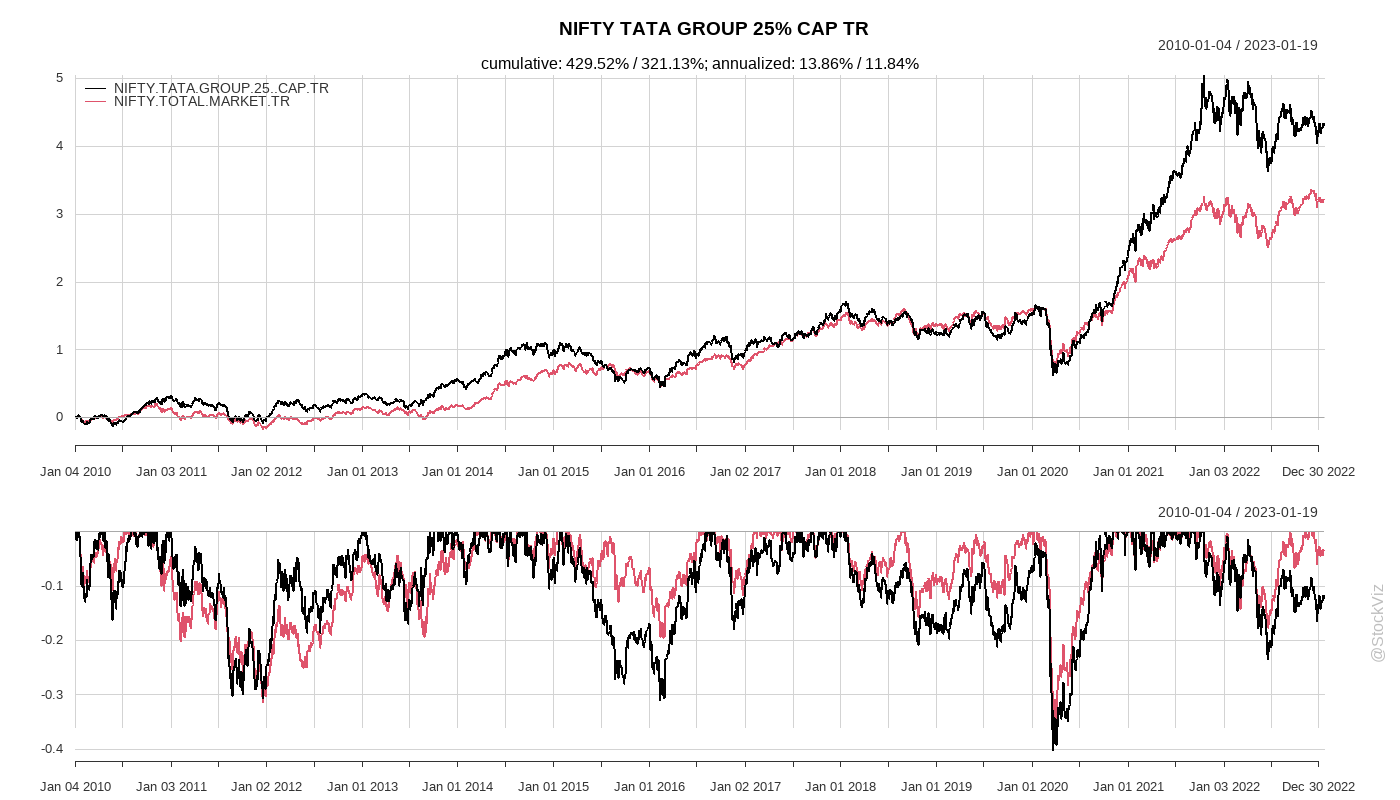 NIFTY TATA GROUP 25% CAP TR
2010-01-04 / 2023-01-19
cumulative: 429.52% / 321.13%; annualized: 13.86% / 11.84%
NIFTY.TATA.GROUP.25..CAP.TR
NIFTY.TOTAL.MARKET.TR
5
4
3
2
1
0
Jan 04 2010 Jan 03 2011 Jan 02 2012 Jan 01 2013 Jan 01 2014 Jan 01 2015 Jan 01 2016 Jan 02 2017 Jan 01 2018 Jan 01 2019 Jan 01 2020 Jan 01 2021 Jan 03 2022 Dec 30 2022
2010-01-04 / 2023-01-19
-0.1
-0.2
-0.3
-0.4
Jan 04 2010 Jan 03 2011 Jan 02 2012 Jan 01 2013 Jan 01 2014 Jan 01 2015 Jan 01 2016 Jan 02 2017 Jan 01 2018 Jan 01 2019 Jan 01 2020 Jan 01 2021 Jan 03 2022 Dec 30 2022
@StockViz